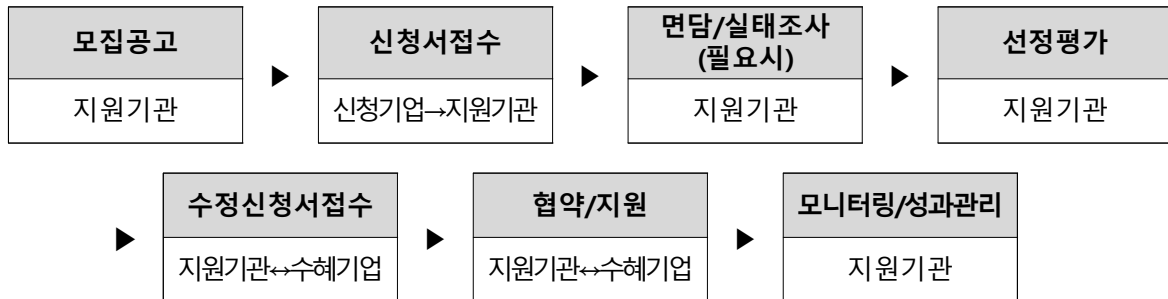 모집공고
지원기관
▶
신청서접수
신청기업→지원기관
▶
면담/실태조사
(필요시)
지원기관
▶
선정평가
지원기관
▶
수정신청서접수
지원기관↔수혜기업
▶
협약/지원
지원기관↔수혜기업
▶
모니터링/성과관리
지원기관